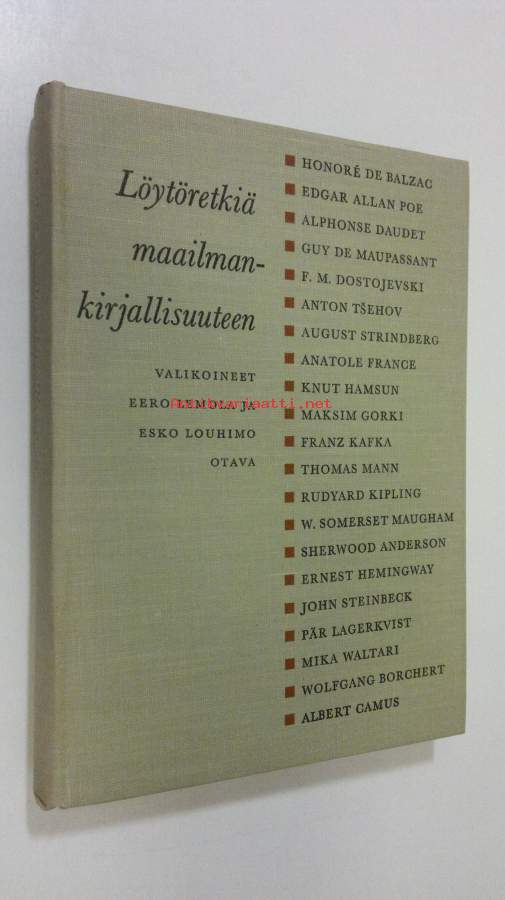 Löytöretkiä
maailman-
kirjallisuuteen
VALIKOINEET
EERO
JA
ESKO LOUHIMO
OTAVA
HONORÉ DE BALZAC
EDGAR ALLAN POE
ALPHONSE DAUDET
GUY DE MAUPASSANT
F. M. DOSTOJEVSKI
ANTON TŠEHOV
AUGUST STRINDBERG
ANATOLE FRANCE
KNUT HAMSUN
MAKSIM GORKI
FRANZ KAFKA
THOMAS MANN
RUDYARD KIPLING
W. SOMERSET MAUGHAM
SHERWOOD ANDERSON
ERNEST HEMINGWAY
JOHN STEINBECK
PÄR LAGERKVIST
MIKA WALTARI
WOLFGANG BORCHERT
ALBERT CAMUS